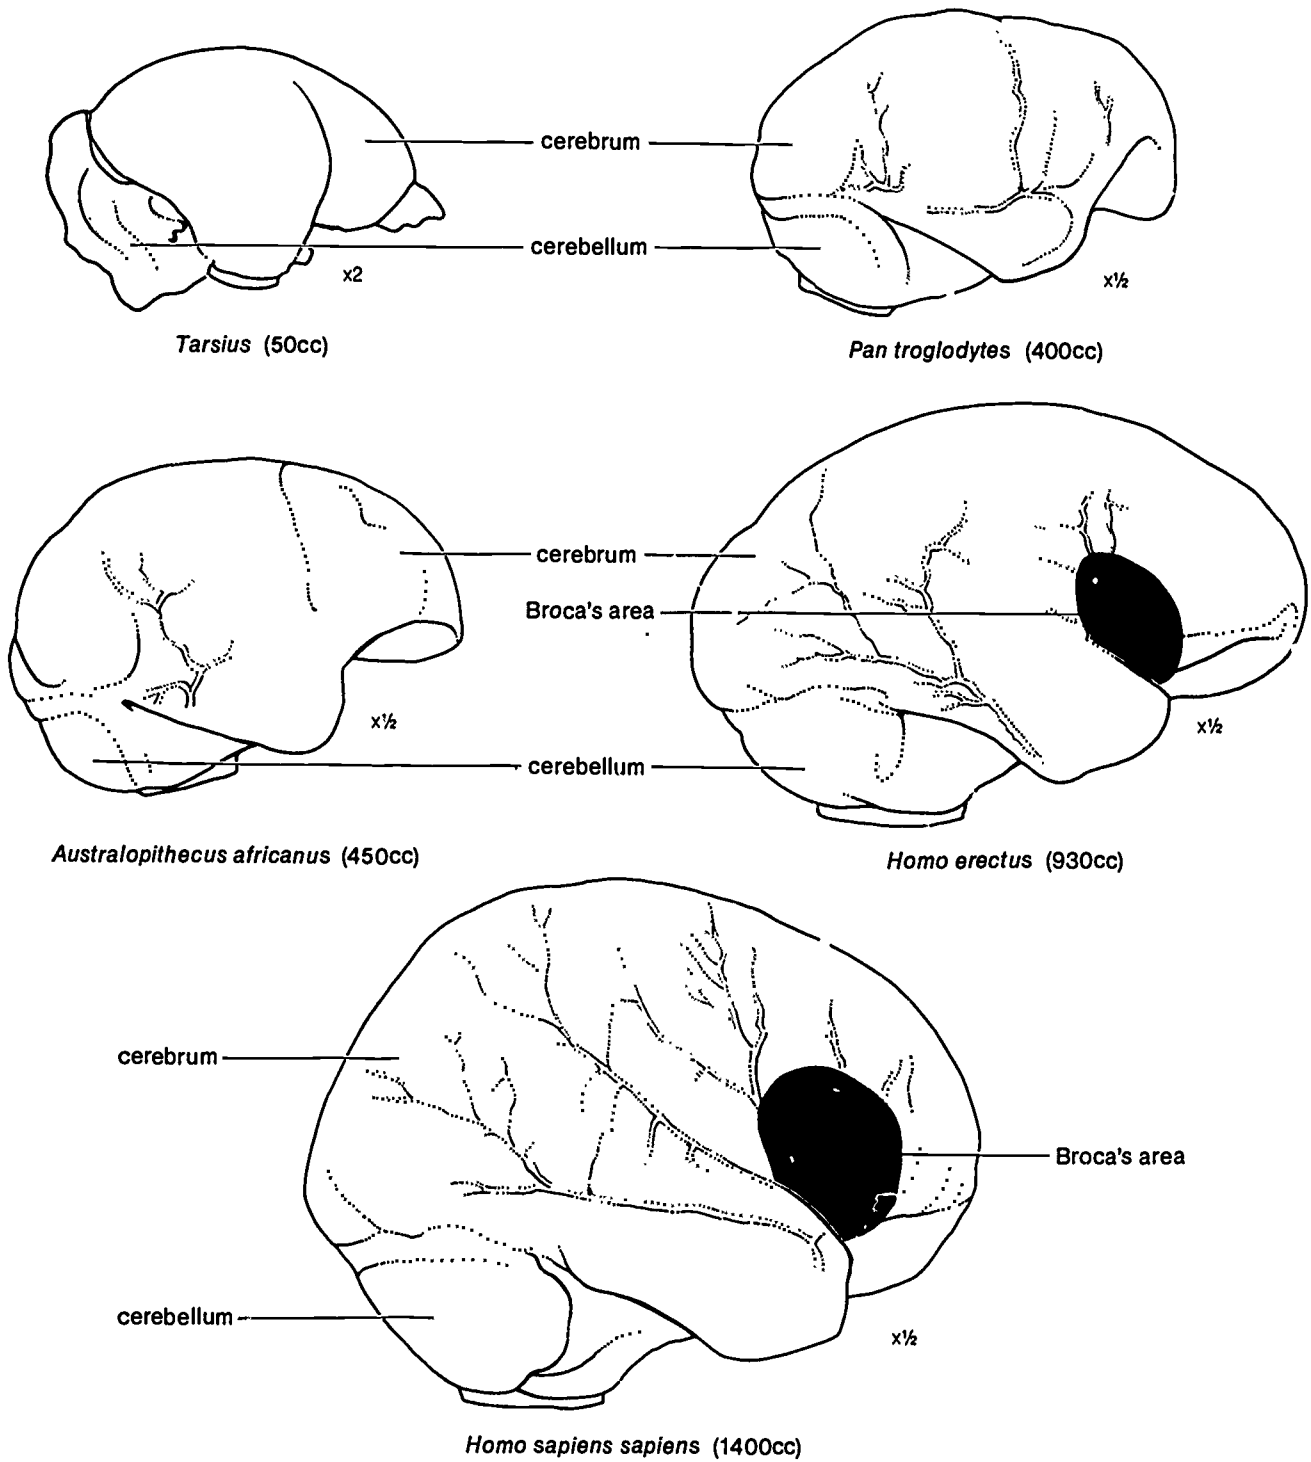 cerebrum
cerebellum
x2
x½
Tarsius (50cc)
Pan troglodytes (400cc)
cerebrum
Broca's area
x½
x½
cerebellum
Australopithecus africanus (450cc)
Homo erectus (930cc)
cerebrum
Broca's area
cerebellum
x½
Homo sapiens sapiens (1400cc)